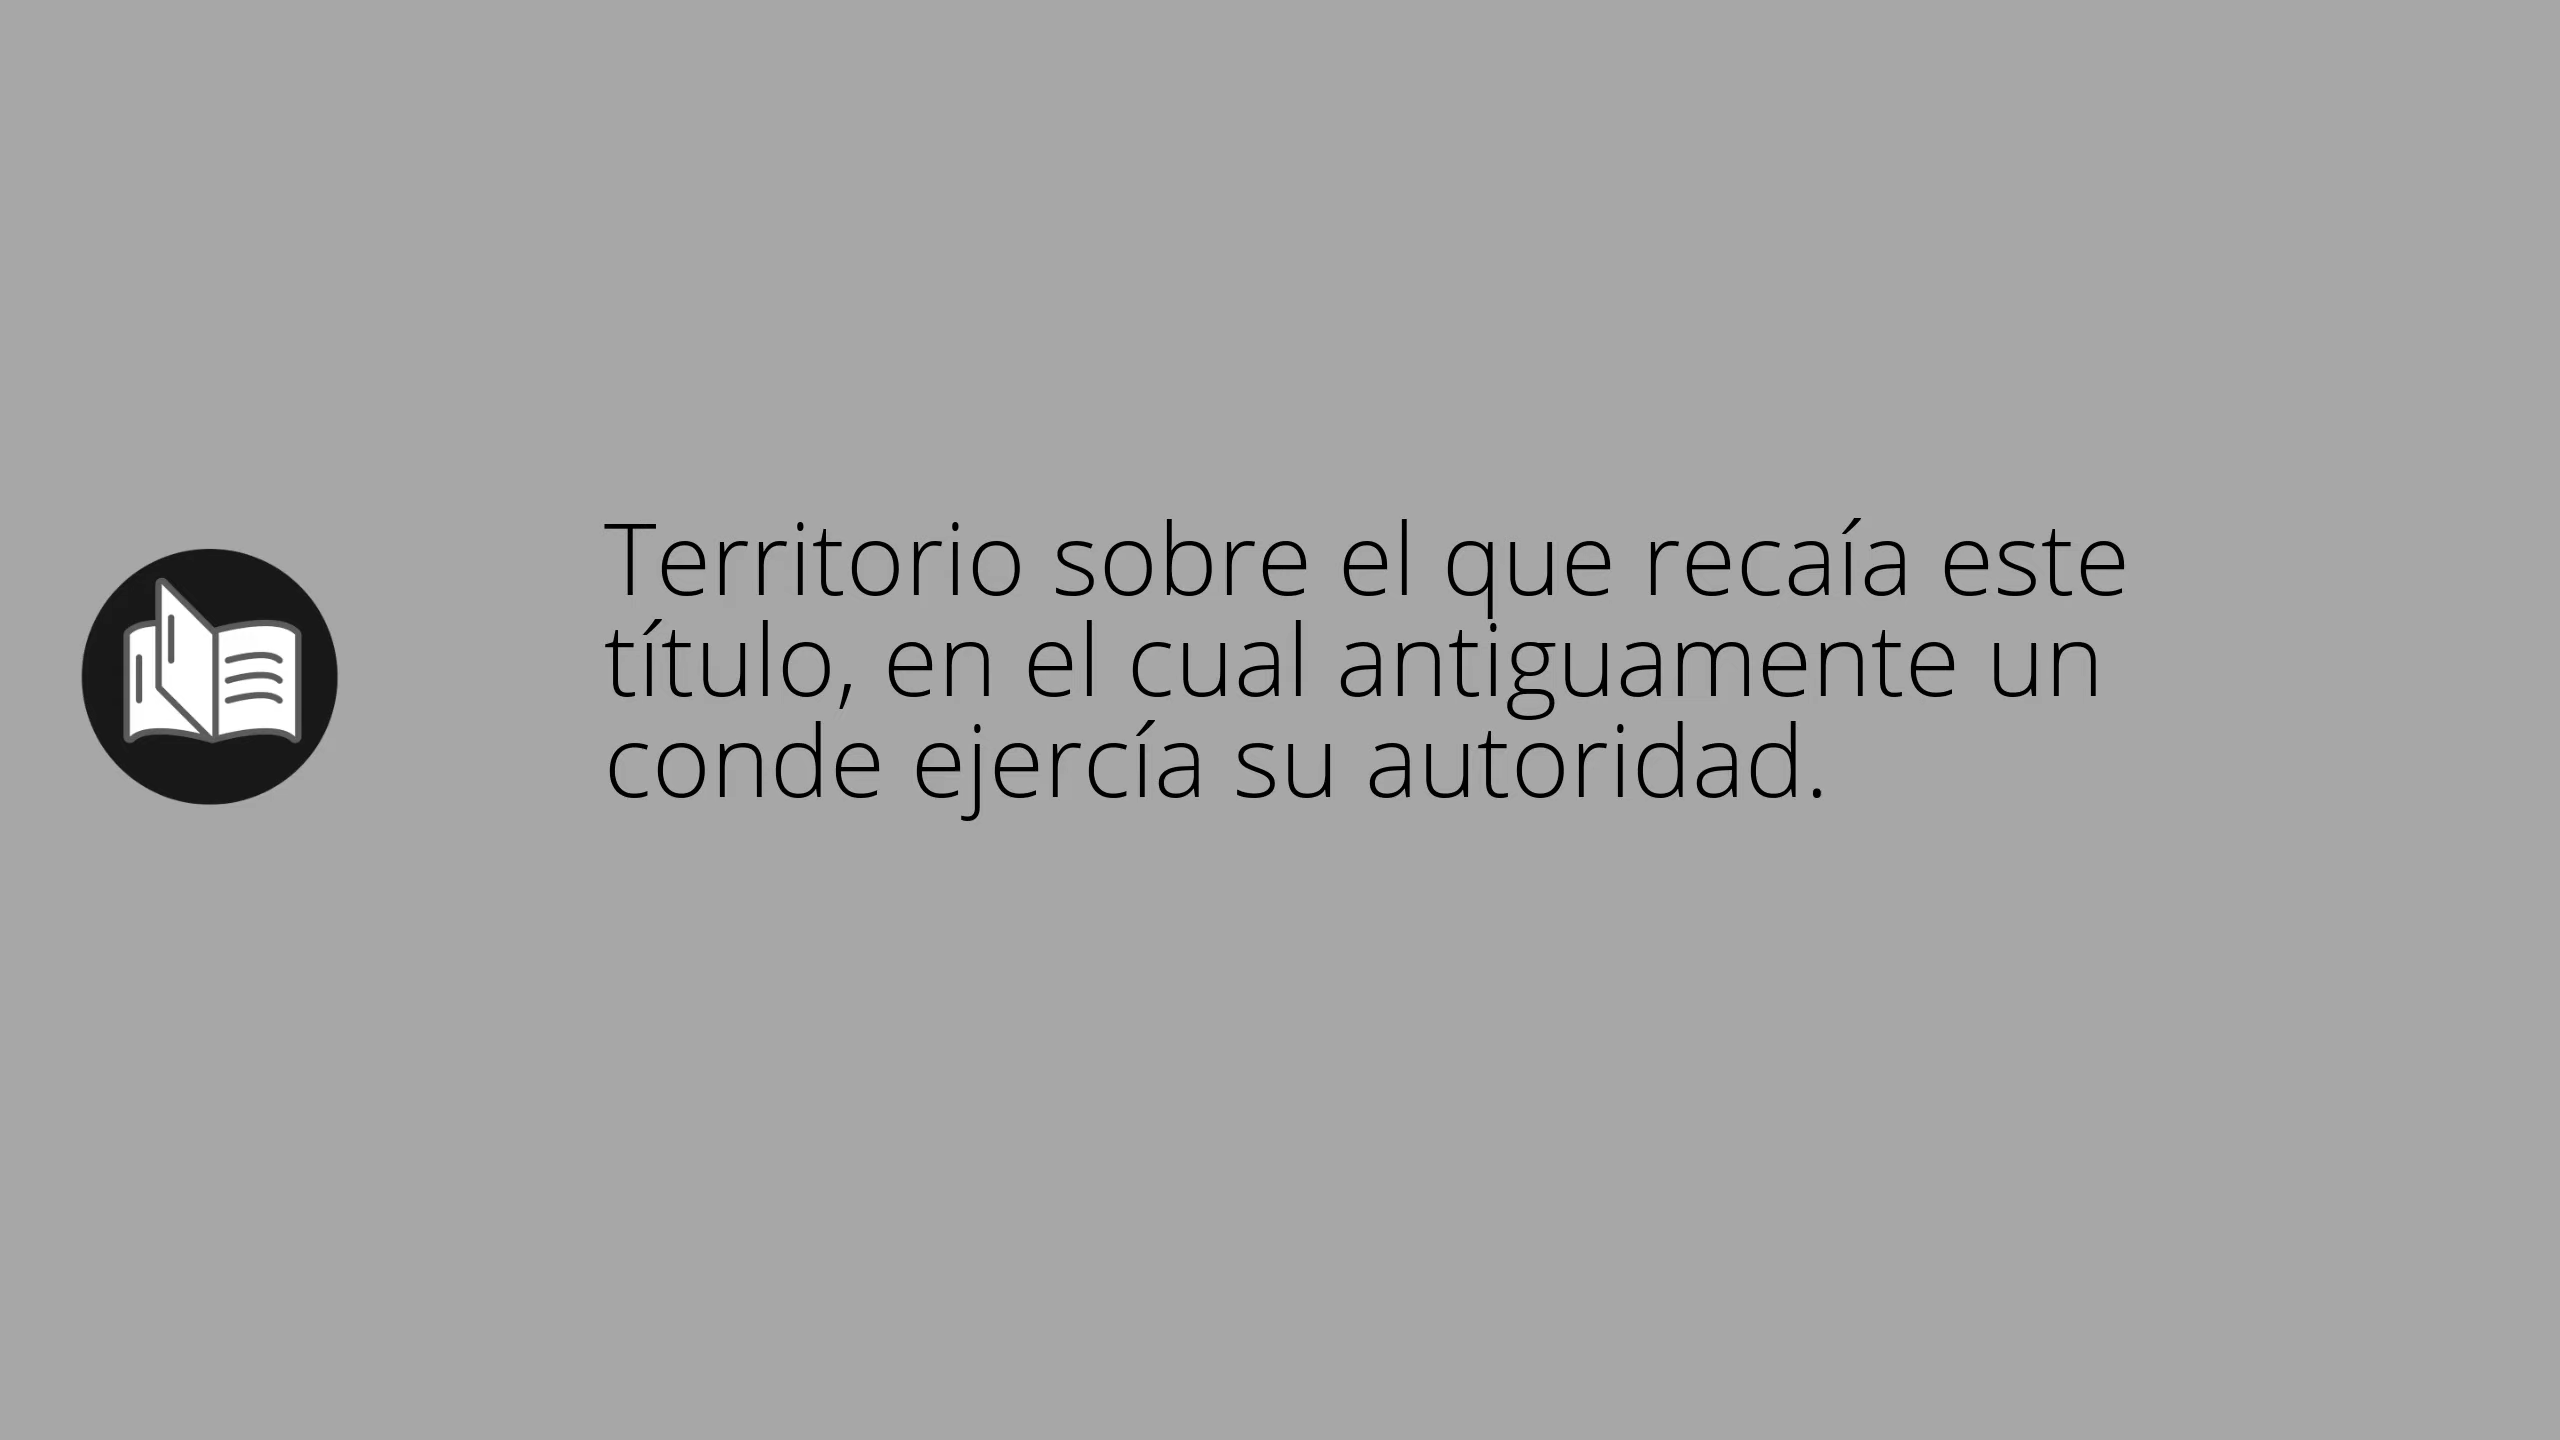 Territorio sobre el que recaía este
título, en el cual antiguamente un
conde ejercía su autoridad.